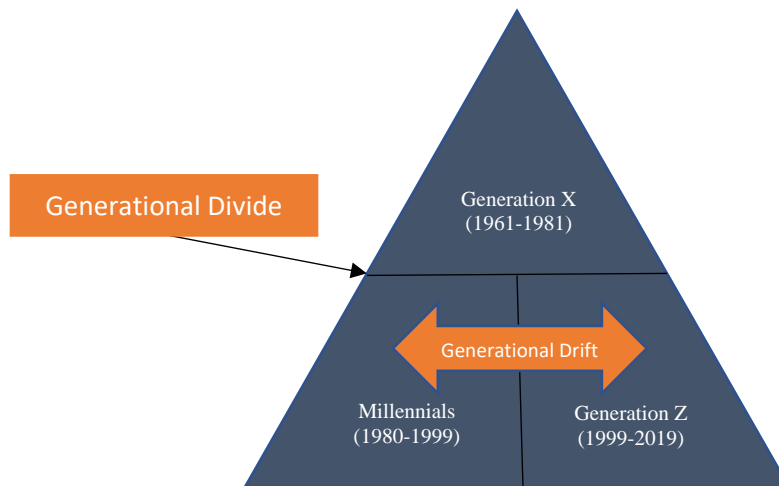 Generation X
(1961-1981)
Generational Divide
Generational Drift
Millennials
(1980-1999)
Generation Z
(1999-2019)